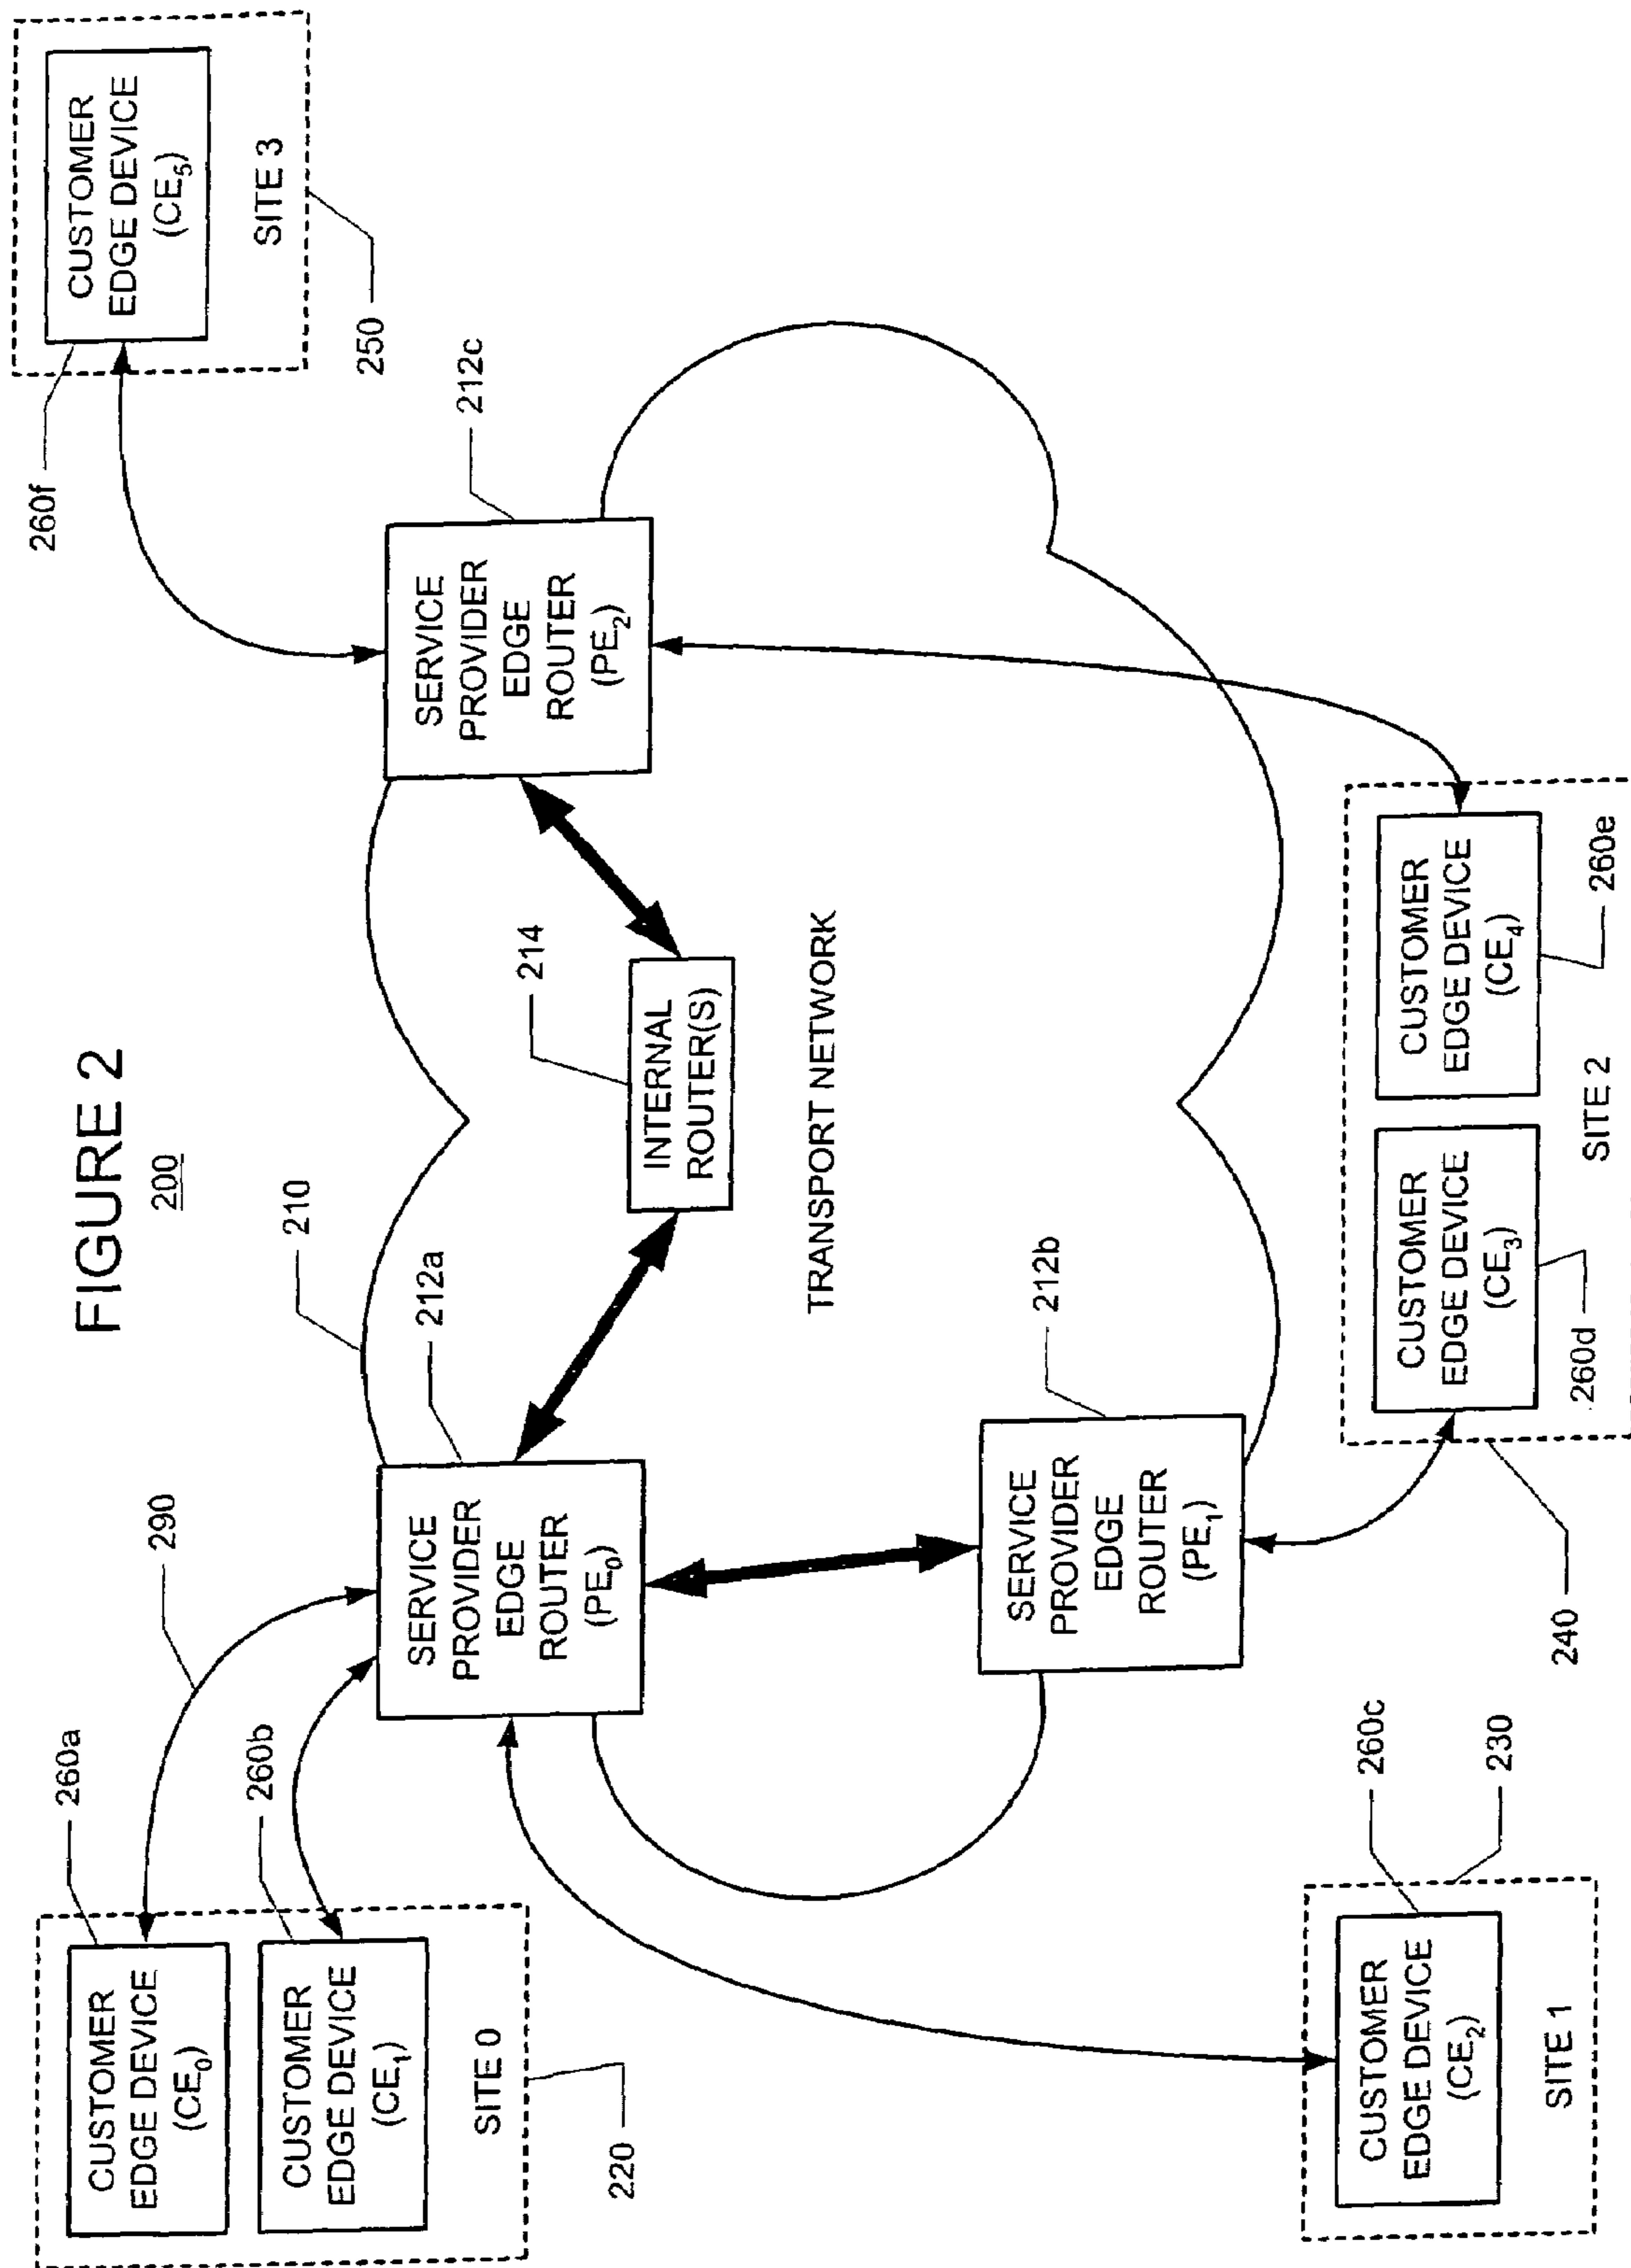 FIGURE 2
200
260a
CUSTOMER
EDGE DEVICE
(CE₀)
260b
CUSTOMER
EDGE DEVICE
(CE₁)
SITE 0
220
290
210
212a
SERVICE
PROVIDER
EDGE
ROUTER
(PE₀)
214
INTERNAL
ROUTER(S)
TRANSPORT NETWORK
212c
SERVICE
PROVIDER
EDGE
ROUTER
(PE₂)
260f
CUSTOMER
EDGE DEVICE
(CE₅)
SITE 3
250
212b
SERVICE
PROVIDER
EDGE
ROUTER
(PE₁)
260c
230
CUSTOMER
EDGE DEVICE
(CE₂)
SITE 1
240
CUSTOMER
EDGE DEVICE
(CE₃)
260d
CUSTOMER
EDGE DEVICE
(CE₄)
260e
SITE 2